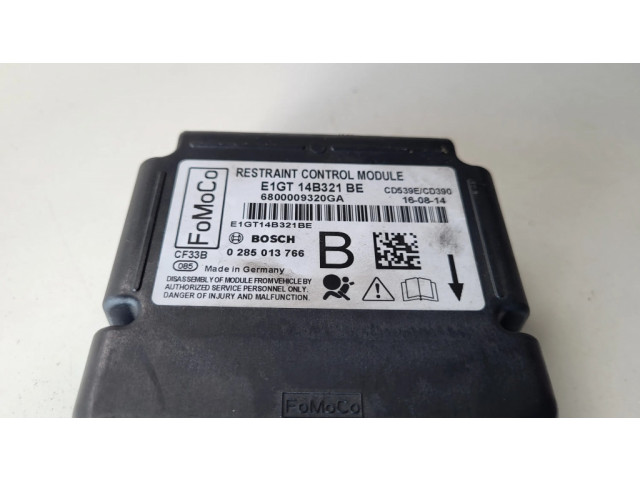 FoMoCo
RESTRAINT CONTROL MODULE
E1GT 14B321 BE CD539E/CD390
6800009320GA 16-08-14
E1GT14B321BE
BOSCH B
0 285 013 766
CF33B
085 Made in Germany
DISASSEMBLY OF MODULE FROM VEHICLE BY
AUTHORIZED SERVICE PERSONNEL ONLY.
DANGER OF INJURY AND MALFUNCTION.
FoMoCo